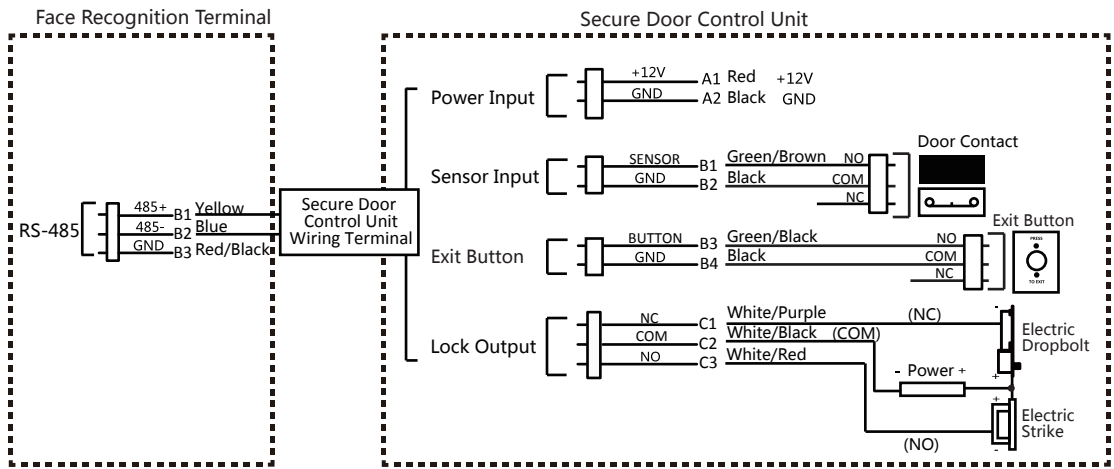 Face Recognition Terminal
Secure Door Control Unit
RS-485
485+ B1 Yellow
485- B2 Blue
GND B3 Red/Black
Secure Door
Control Unit
Wiring Terminal
Power Input
+12V A1 Red +12V
GND A2 Black GND
Sensor Input
SENSOR B1 Green/Brown NO
GND B2 Black COM
NC
Door Contact
Exit Button
BUTTON B3 Green/Black NO
GND B4 Black COM
NC
Exit Button
PRESS
TO EXIT
Lock Output
NC C1 White/Purple (NC)
COM C2 White/Black (COM)
NO C3 White/Red
- Power +
(NO)
-
Electric
Dropbolt
+
+
Electric
Strike
-